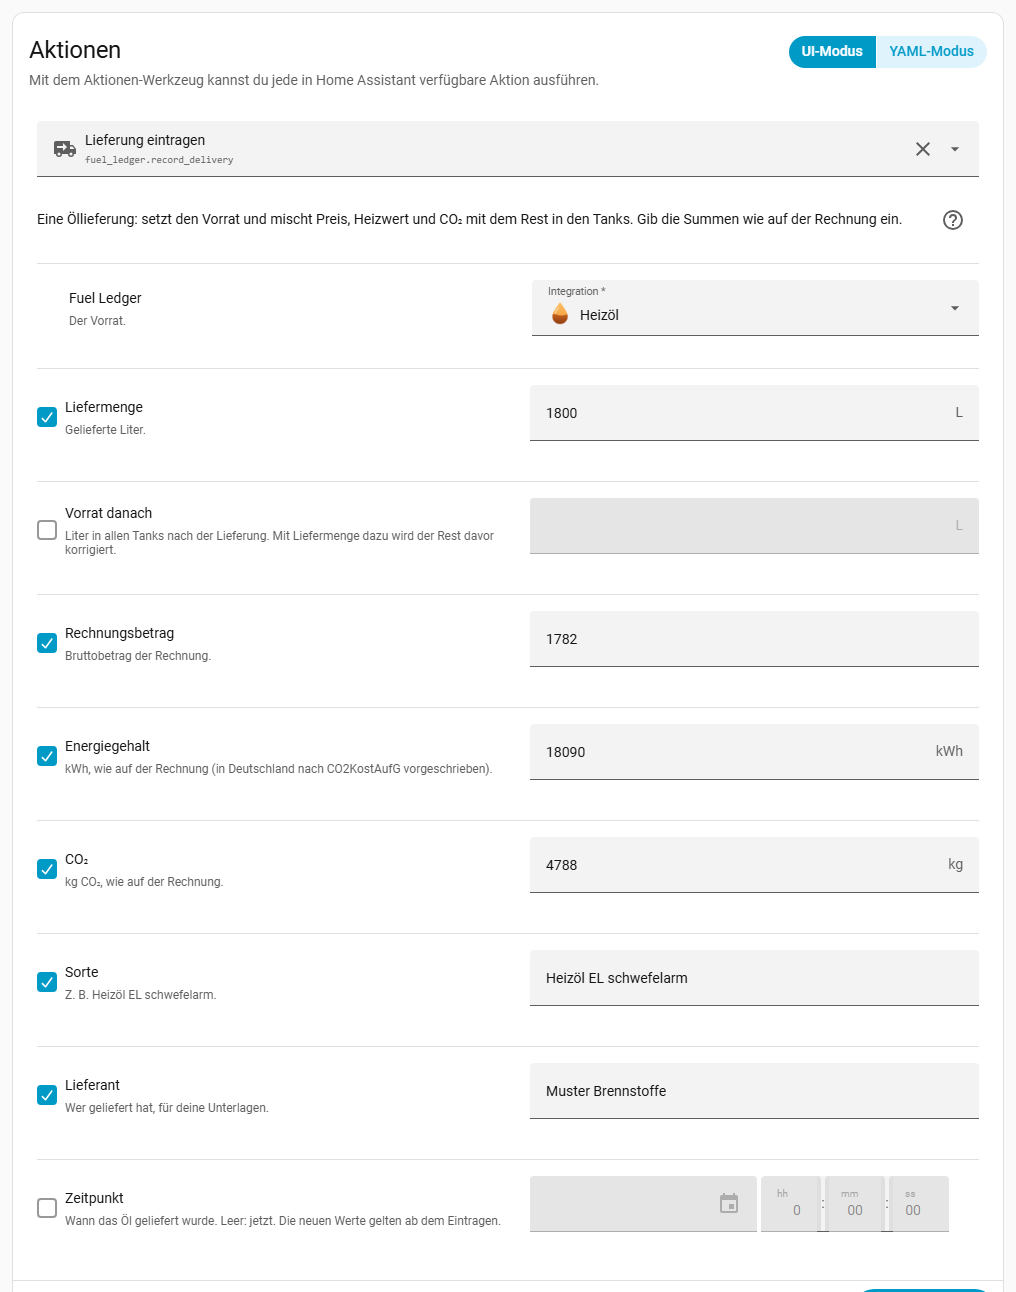 Aktionen
UI-Modus
YAML-Modus
Mit dem Aktionen-Werkzeug kannst du jede in Home Assistant verfügbare Aktion ausführen.
Lieferung eintragen
fuel_ledger.record_delivery
Eine Öllieferung: setzt den Vorrat und mischt Preis, Heizwert und CO₂ mit dem Rest in den Tanks. Gib die Summen wie auf der Rechnung ein.
Fuel Ledger
Der Vorrat.
Integration *
Heizöl
Liefermenge
Gelieferte Liter.
1800
L
Vorrat danach
Liter in allen Tanks nach der Lieferung. Mit Liefermenge dazu wird der Rest davor
korrigiert.
L
Rechnungsbetrag
Bruttobetrag der Rechnung.
1782
Energiegehalt
kWh, wie auf der Rechnung (in Deutschland nach CO2KostAufG vorgeschrieben).
18090
kWh
CO₂
kg CO₂, wie auf der Rechnung.
4788
kg
Sorte
Z. B. Heizöl EL schwefelarm.
Heizöl EL schwefelarm
Lieferant
Wer geliefert hat, für deine Unterlagen.
Muster Brennstoffe
Zeitpunkt
Wann das Öl geliefert wurde. Leer: jetzt. Die neuen Werte gelten ab dem Eintragen.
hh
mm
ss
0 : 00 : 00